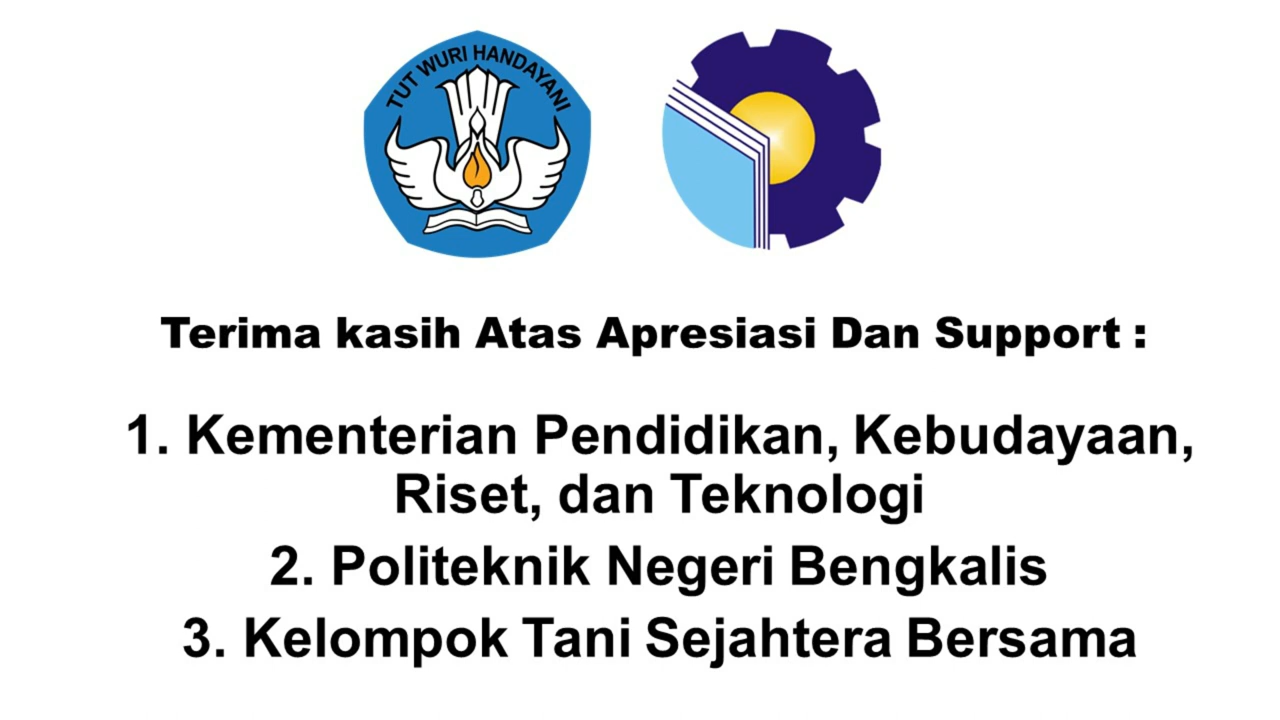 TUT WURI HANDAYANI
Terima kasih Atas Apresiasi Dan Support :
1. Kementerian Pendidikan, Kebudayaan,
Riset, dan Teknologi
2. Politeknik Negeri Bengkalis
3. Kelompok Tani Sejahtera Bersama